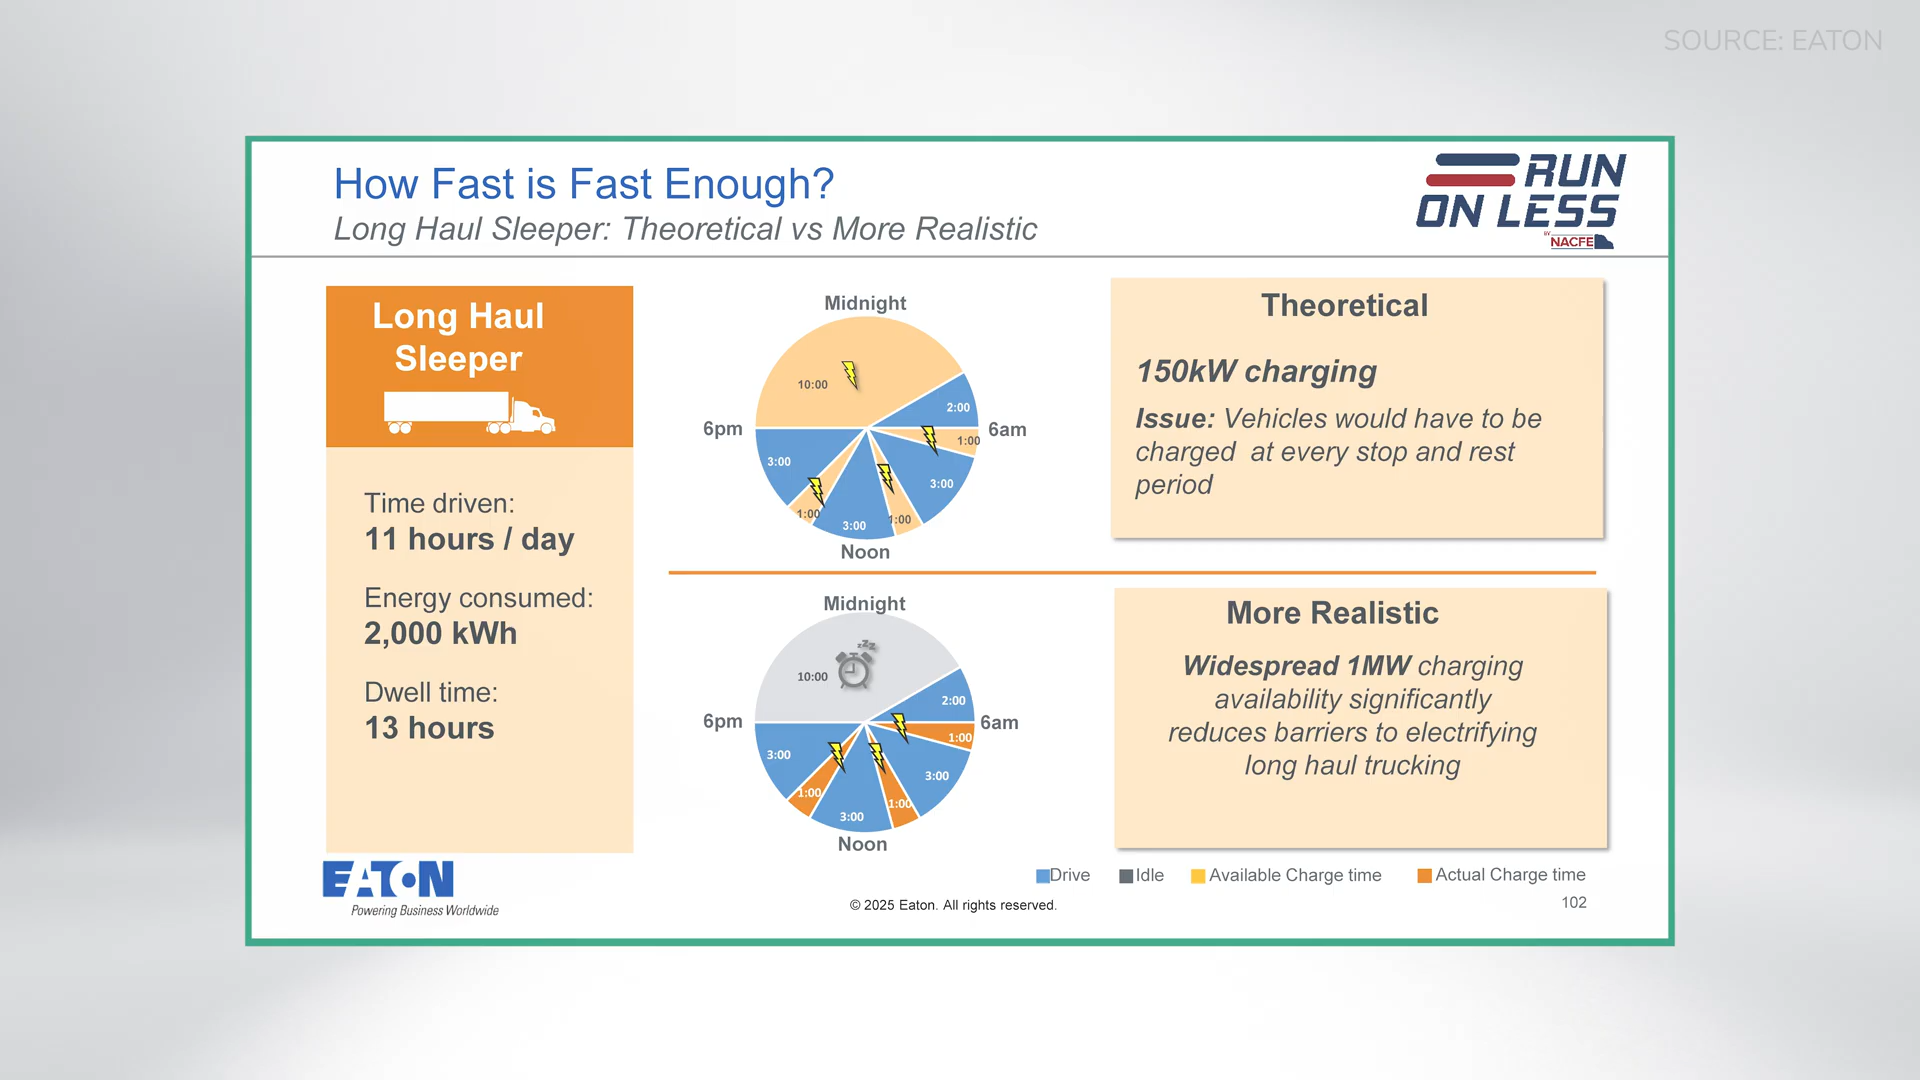 SOURCE: EATON
How Fast is Fast Enough?
Long Haul Sleeper: Theoretical vs More Realistic
RUN
ON LESS
BY
NACFE
Long Haul
Sleeper
Time driven:
11 hours / day
Energy consumed:
2,000 kWh
Dwell time:
13 hours
Midnight
10:00
2:00
6pm
6am
1:00
3:00
3:00
1:00
3:00
1:00
Noon
Theoretical
150kW charging
Issue: Vehicles would have to be
charged at every stop and rest
period
Midnight
zzz
10:00
2:00
6pm
6am
1:00
3:00
3:00
1:00
1:00
3:00
Noon
More Realistic
Widespread 1MW charging
availability significantly
reduces barriers to electrifying
long haul trucking
EATON
Powering Business Worldwide
Drive
Idle
Available Charge time
Actual Charge time
© 2025 Eaton. All rights reserved.
102